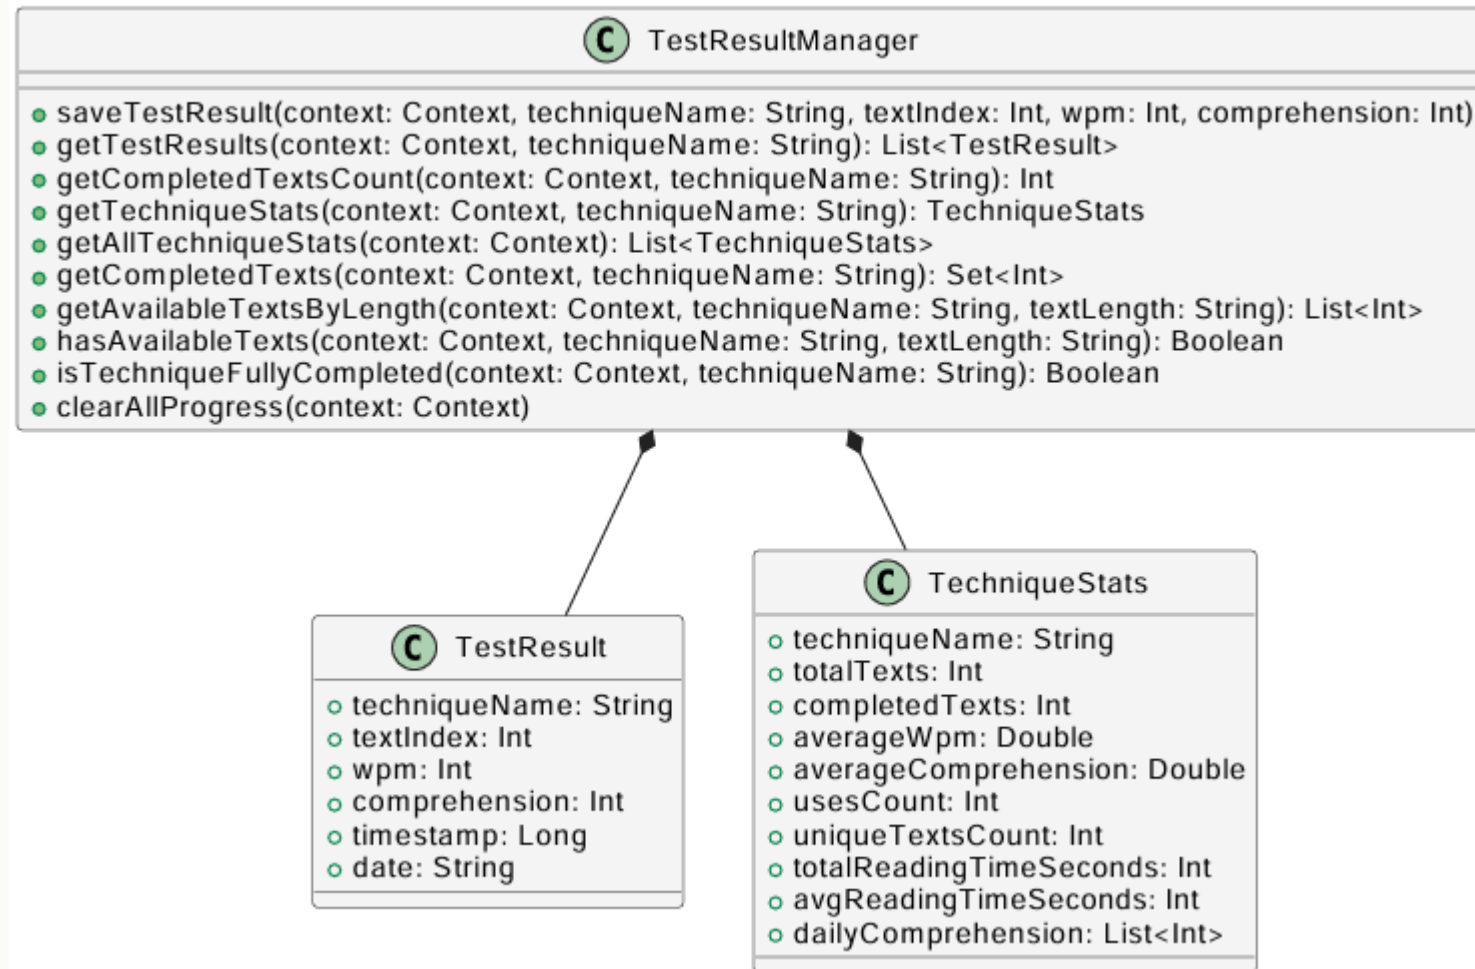 C TestResultManager
saveTestResult(context: Context, techniqueName: String, textIndex: Int, wpm: Int, comprehension: Int)
getTestResults(context: Context, techniqueName: String): List<TestResult>
getCompletedTextsCount(context: Context, techniqueName: String): Int
getTechniqueStats(context: Context, techniqueName: String): TechniqueStats
getAllTechniqueStats(context: Context): List<TechniqueStats>
getCompletedTexts(context: Context, techniqueName: String): Set<Int>
getAvailableTextsByLength(context: Context, techniqueName: String, textLength: String): List<Int>
hasAvailableTexts(context: Context, techniqueName: String, textLength: String): Boolean
isTechniqueFullyCompleted(context: Context, techniqueName: String): Boolean
clearAllProgress(context: Context)
C TestResult
techniqueName: String
textIndex: Int
wpm: Int
comprehension: Int
timestamp: Long
date: String
C TechniqueStats
techniqueName: String
totalTexts: Int
completedTexts: Int
averageWpm: Double
averageComprehension: Double
usesCount: Int
uniqueTextsCount: Int
totalReadingTimeSeconds: Int
avgReadingTimeSeconds: Int
dailyComprehension: List<Int>